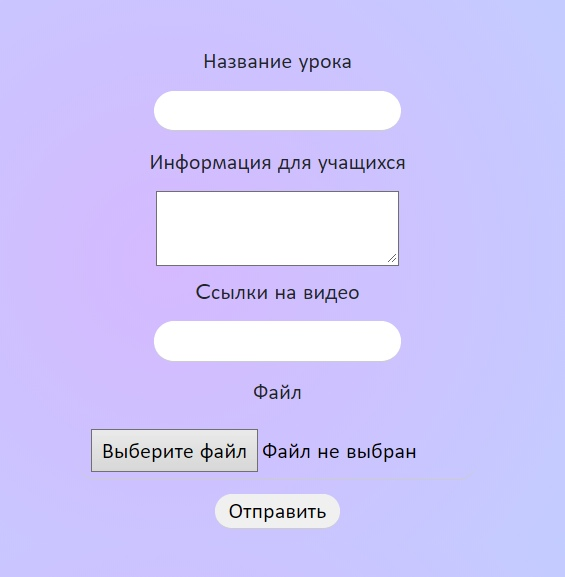 Название урока
Информация для учащихся
Ссылки на видео
Файл
Выберите файл Файл не выбран
Отправить